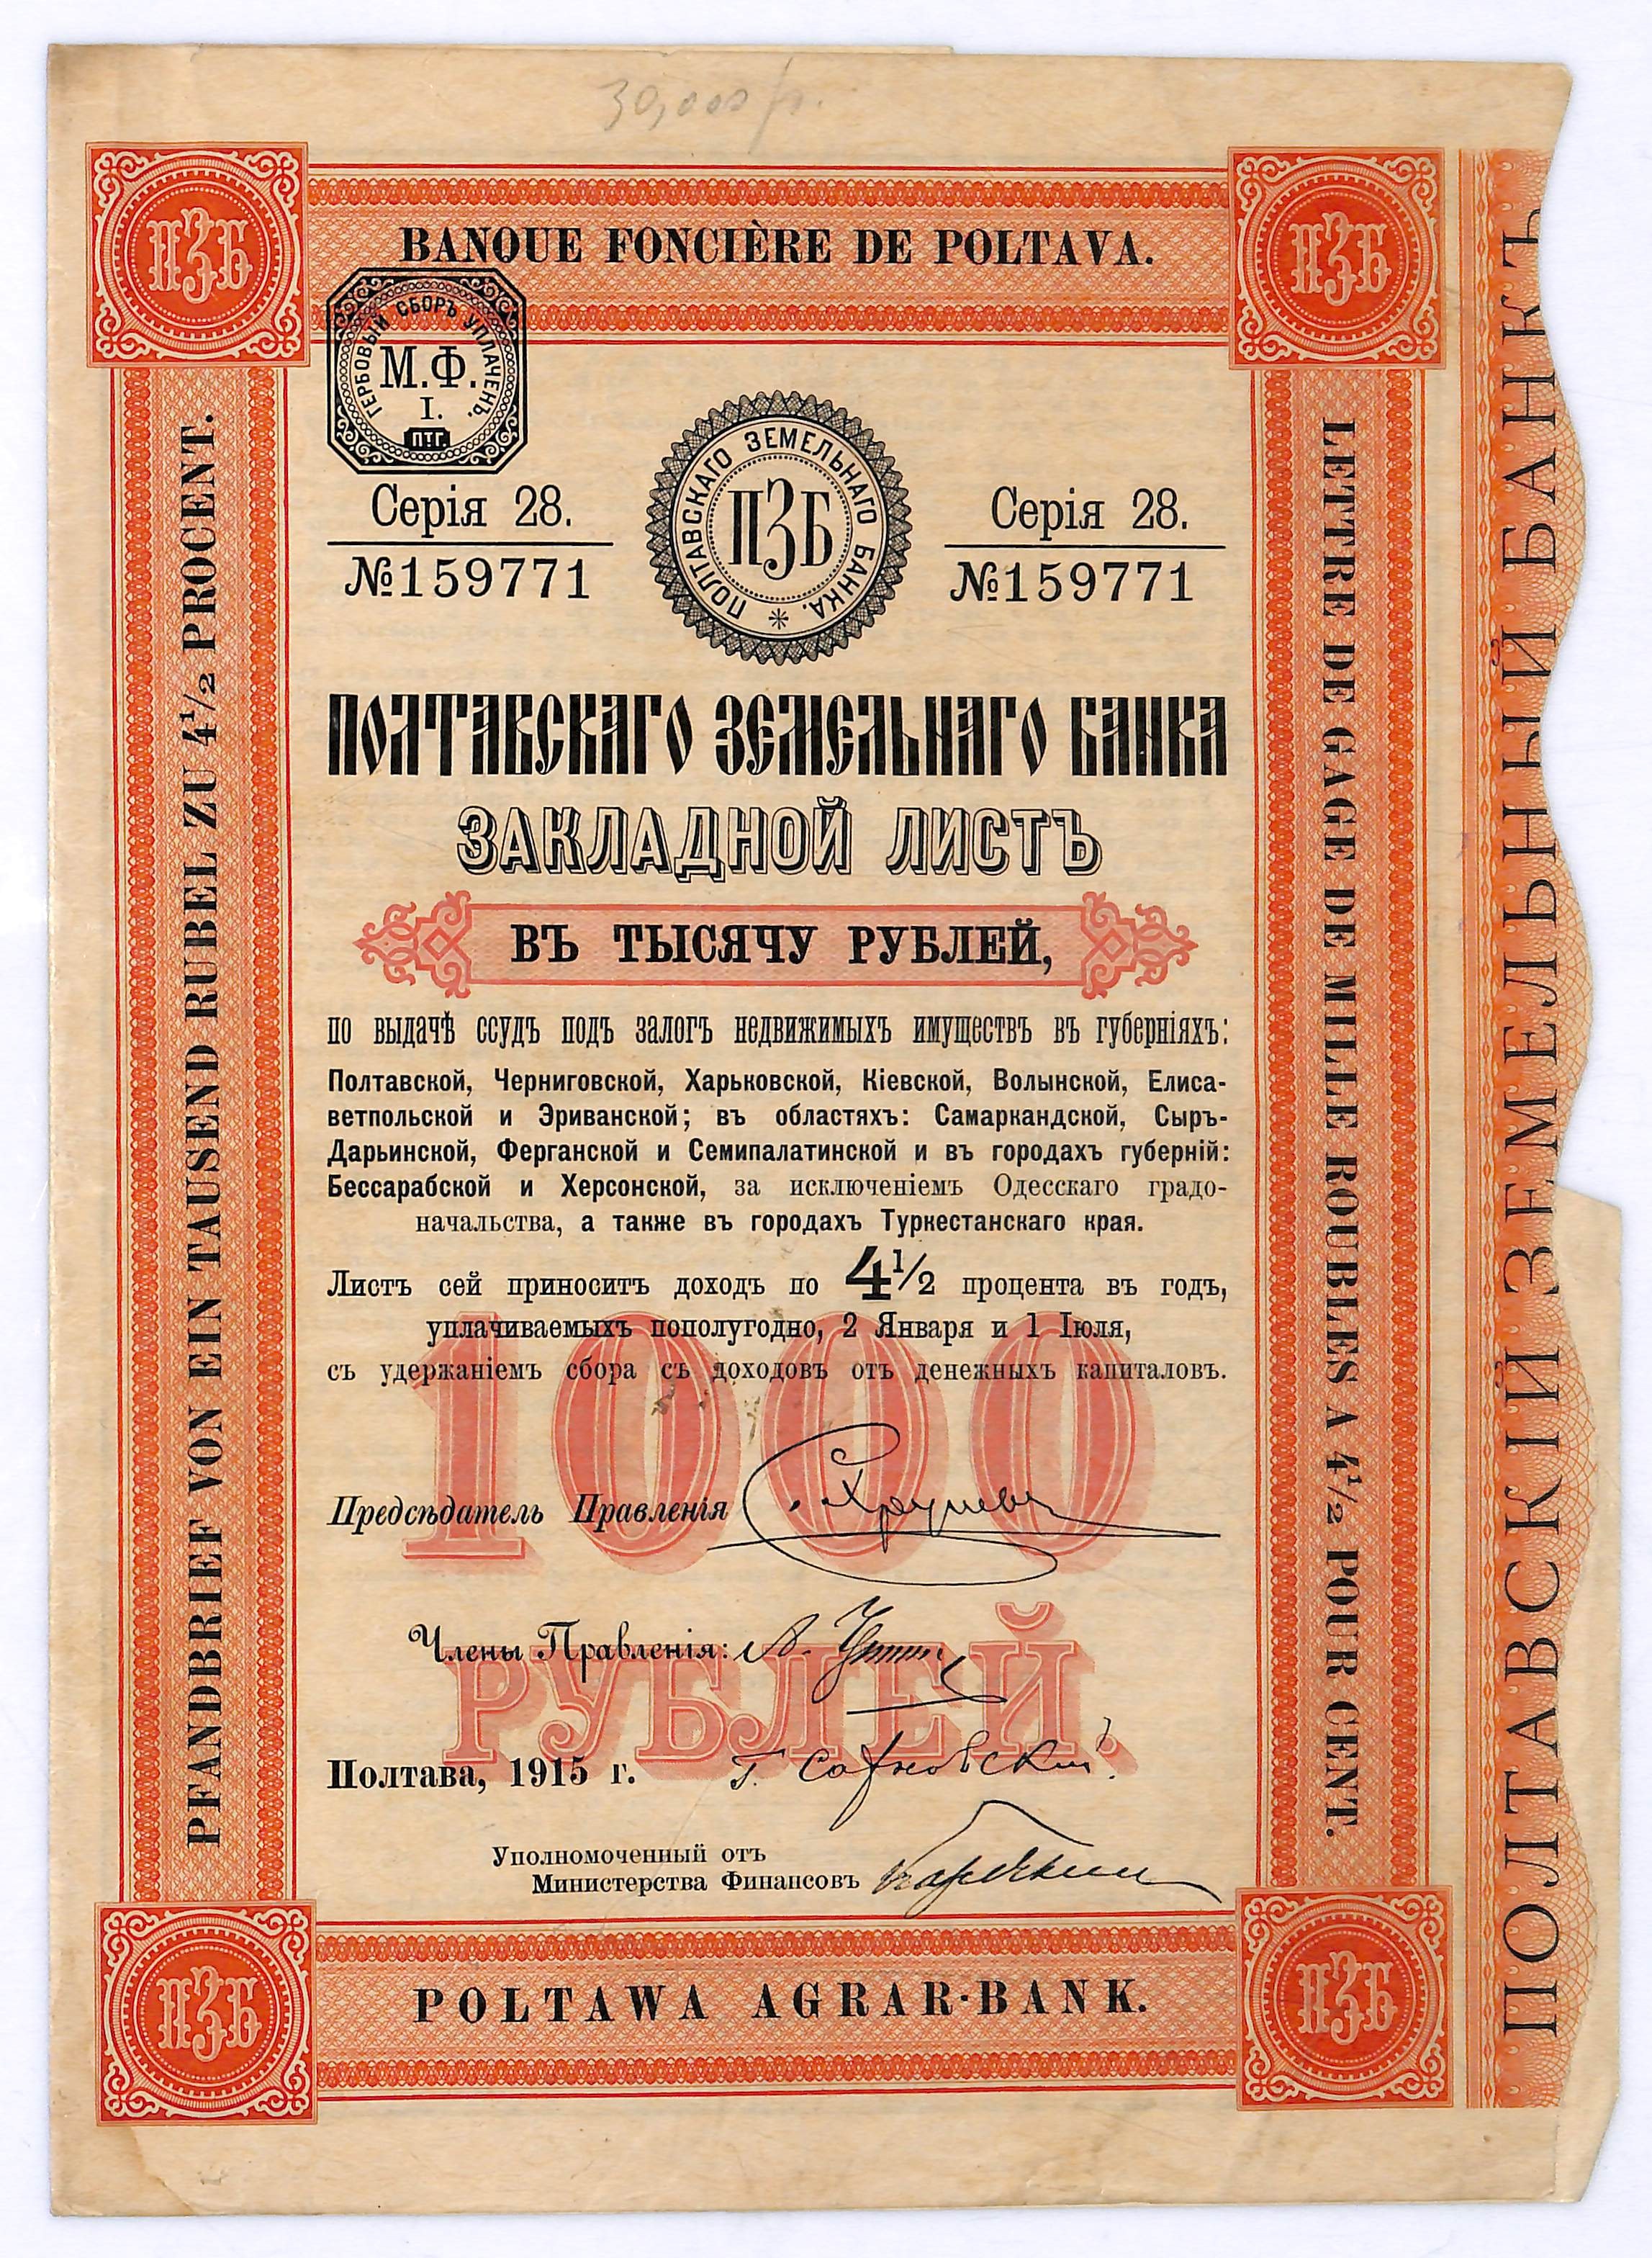 30,000 р.
BANQUE FONCIÈRE DE POLTAVA.
ПЗБ
ПЗБ
ГЕРБОВЫЙ СБОРЪ УПЛАЧЕНЪ.
М.Ф.
I.
ПТГ.
ПОЛТАВСКАГО ЗЕМЕЛЬНАГО БАНКА.
ПЗБ
Серія 28.
№159771
Серія 28.
№159771
ПОЛТАВСКАГО ЗЕМЕЛЬНАГО БАНКА
ЗАКЛАДНОЙ ЛИСТЪ
ВЪ ТЫСЯЧУ РУБЛЕЙ,
по выдачѣ ссудъ подъ залогъ недвижимыхъ имуществъ въ губерніяхъ:
Полтавской, Черниговской, Харьковской, Кіевской, Волынской, Елиса-
ветпольской и Эриванской; въ областяхъ: Самаркандской, Сыръ-
Дарьинской, Ферганской и Семипалатинской и въ городахъ губерній:
Бессарабской и Херсонской, за исключеніемъ Одесскаго градо-
начальства, а также въ городахъ Туркестанскаго края.
Листъ сей приноситъ доходъ по 4½ процента въ годъ,
уплачиваемыхъ пополугодно, 2 Января и 1 Іюля,
съ удержаніемъ сбора съ доходовъ отъ денежныхъ капиталовъ.
1000
РУБЛЕЙ.
Предсѣдатель Правленія
Члены Правленія:
Полтава, 1915 г.
Уполномоченный отъ
Министерства Финансовъ
PFANDBRIEF VON EIN TAUSEND RUBEL ZU 4½ PROCENT.
LETTRE DE GAGE DE MILLE ROUBLES A 4½ POUR CENT.
ПОЛТАВСКІЙ ЗЕМЕЛЬНЫЙ БАНКЪ
ПЗБ
POLTAWA AGRAR-BANK.
ПЗБ